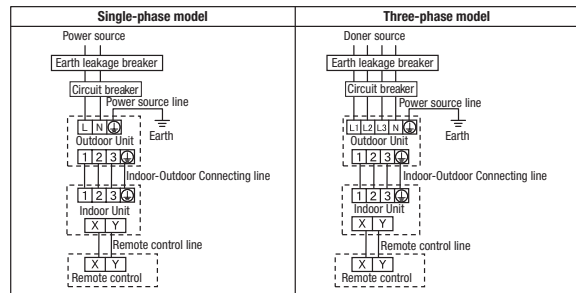 Single-phase model
Power source
Earth leakage breaker
Circuit breaker
Power source line
L N
Earth
Outdoor Unit
1 2 3
Indoor-Outdoor Connecting line
1 2 3
Indoor Unit
X Y
Remote control line
X Y
Remote control
Three-phase model
Doner source
Earth leakage breaker
Circuit breaker
Power source line
L1 L2 L3 N
Earth
Outdoor Unit
1 2 3
Indoor-Outdoor Connecting line
1 2 3
Indoor Unit
X Y
Remote control line
X Y
Remote control